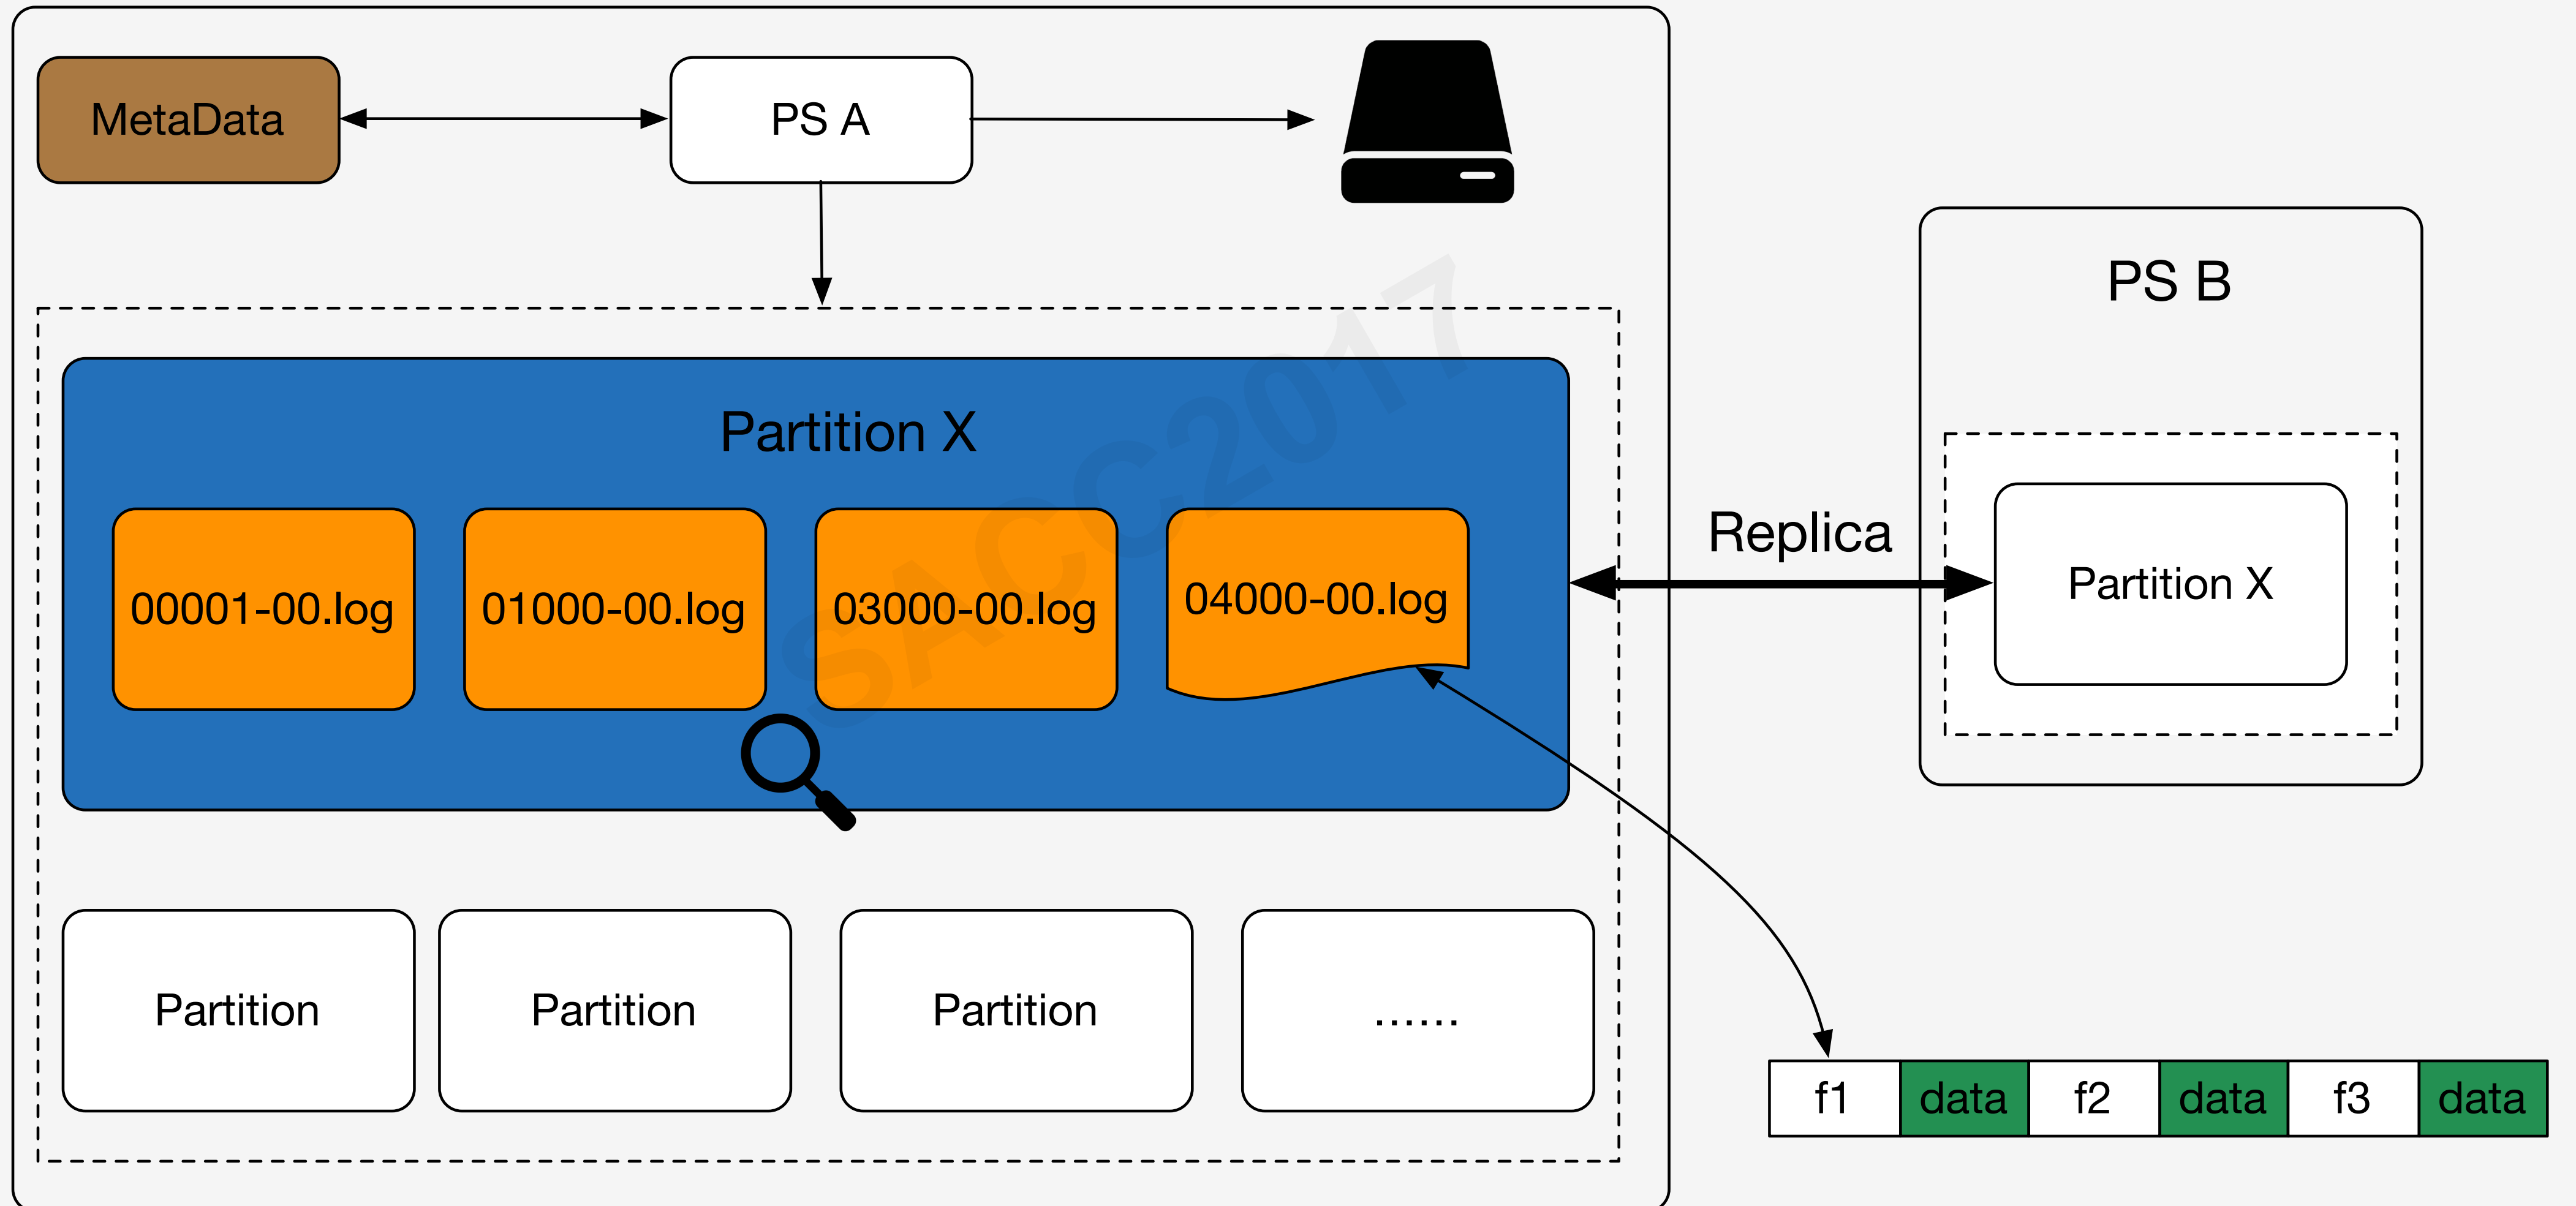 MetaData
PS A
PS B
Partition X
00001-00.log
01000-00.log
03000-00.log
04000-00.log
Replica
Partition X
Partition
Partition
Partition
......
f1
data
f2
data
f3
data
SACC2017